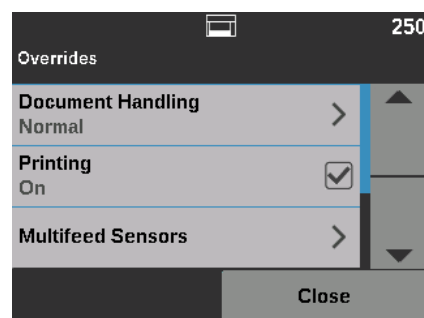 250
Overrides
Document Handling
Normal
Printing
On
Multifeed Sensors
Close